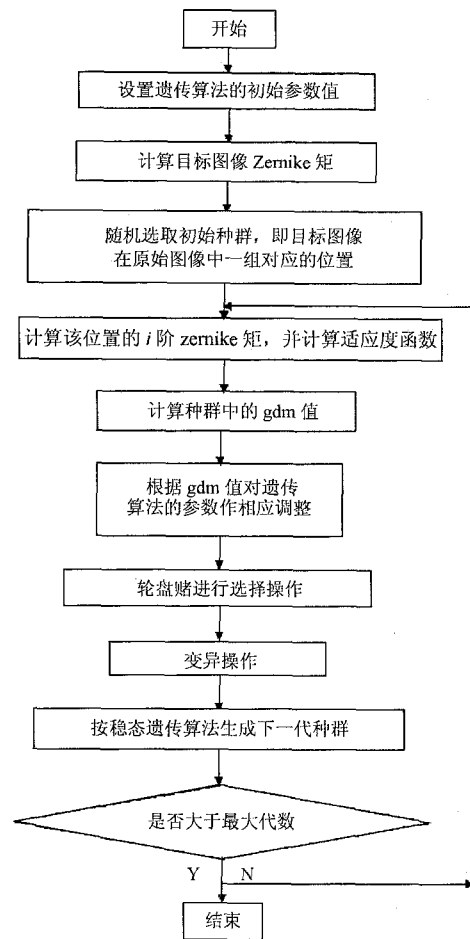 开始
设置遗传算法的初始参数值
计算目标图像 Zernike 矩
随机选取初始种群，即目标图像
在原始图像中一组对应的位置
计算该位置的 i 阶 zernike 矩，并计算适应度函数
计算种群中的 gdm 值
根据 gdm 值对遗传
算法的参数作相应调整
轮盘赌进行选择操作
变异操作
按稳态遗传算法生成下一代种群
是否大于最大代数
Y N
结束